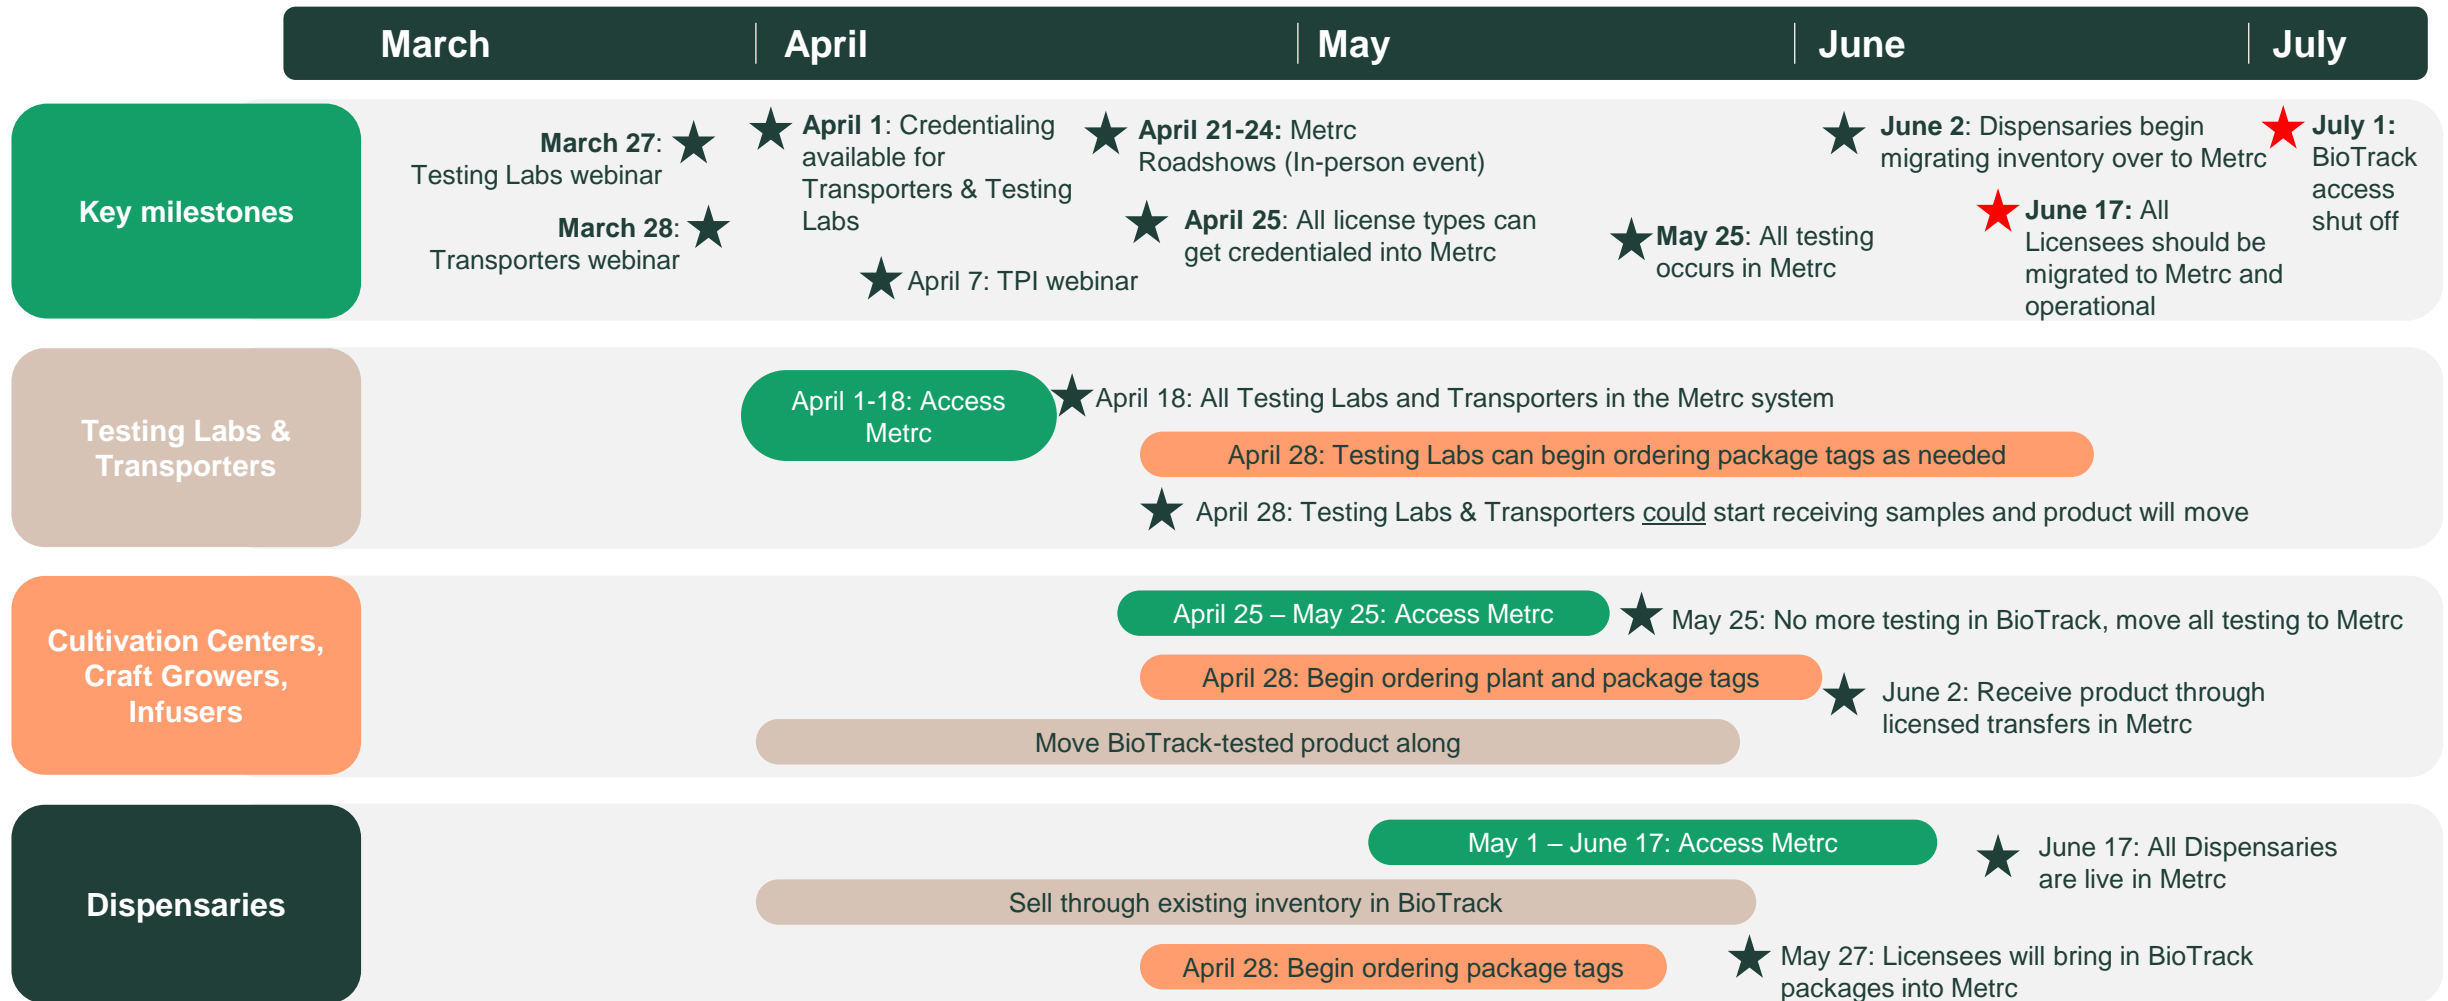 March
April
May
June
July
Key milestones
March 27:
Testing Labs webinar
March 28:
Transporters webinar
April 1: Credentialing
available for
Transporters & Testing
Labs
April 7: TPI webinar
April 21-24: Metrc
Roadshows (In-person event)
April 25: All license types can
get credentialed into Metrc
May 25: All testing
occurs in Metrc
June 2: Dispensaries begin
migrating inventory over to Metrc
June 17: All
Licensees should be
migrated to Metrc and
operational
July 1:
BioTrack
access
shut off
Testing Labs &
Transporters
April 1-18: Access
Metrc
April 18: All Testing Labs and Transporters in the Metrc system
April 28: Testing Labs can begin ordering package tags as needed
April 28: Testing Labs & Transporters could start receiving samples and product will move
Cultivation Centers,
Craft Growers,
Infusers
April 25 – May 25: Access Metrc
May 25: No more testing in BioTrack, move all testing to Metrc
April 28: Begin ordering plant and package tags
June 2: Receive product through
licensed transfers in Metrc
Move BioTrack-tested product along
Dispensaries
May 1 – June 17: Access Metrc
June 17: All Dispensaries
are live in Metrc
Sell through existing inventory in BioTrack
April 28: Begin ordering package tags
May 27: Licensees will bring in BioTrack
packages into Metrc